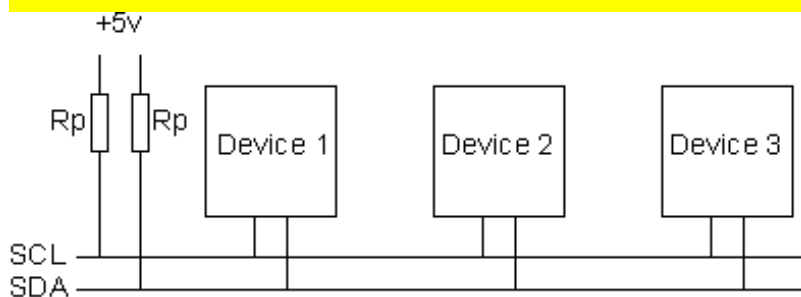 +5v
Rp Rp
Device 1 Device 2 Device 3
SCL
SDA